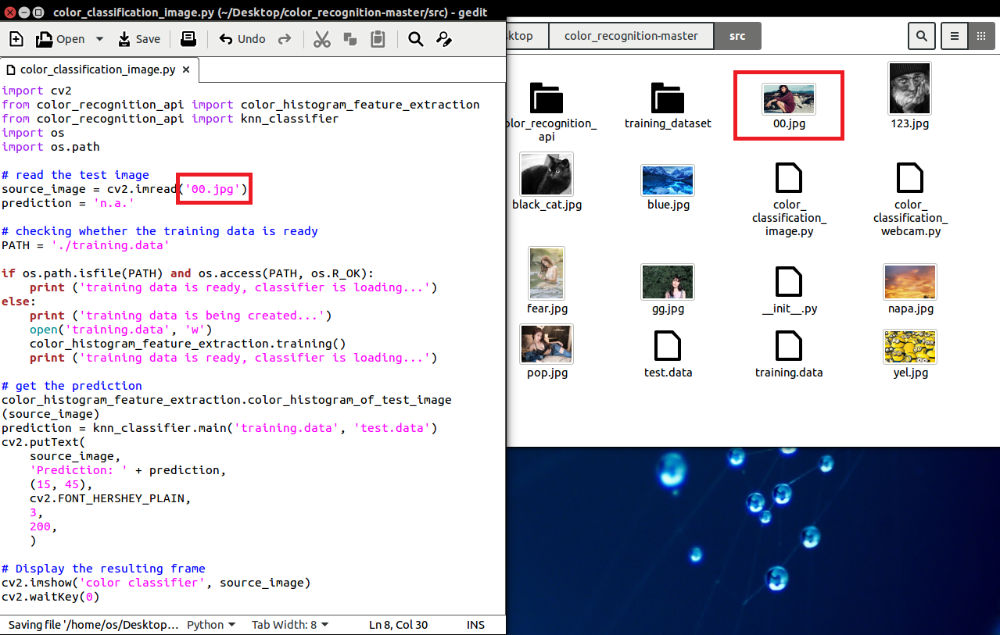 color_classification_image.py (~/Desktop/color_recognition-master/src) - gedit
Open Save Undo
color_classification_image.py
import cv2
from color_recognition_api import color_histogram_feature_extraction
from color_recognition_api import knn_classifier
import os
import os.path
# read the test image
source_image = cv2.imread('00.jpg')
prediction = 'n.a.'
# checking whether the training data is ready
PATH = './training.data'
if os.path.isfile(PATH) and os.access(PATH, os.R_OK):
    print ('training data is ready, classifier is loading...')
else:
    print ('training data is being created...')
    open('training.data', 'w')
    color_histogram_feature_extraction.training()
    print ('training data is ready, classifier is loading...')
# get the prediction
color_histogram_feature_extraction.color_histogram_of_test_image
(source_image)
prediction = knn_classifier.main('training.data', 'test.data')
cv2.putText(
    source_image,
    'Prediction: ' + prediction,
    (15, 45),
    cv2.FONT_HERSHEY_PLAIN,
    3,
    200,
    )
# Display the resulting frame
cv2.imshow('color classifier', source_image)
cv2.waitKey(0)
Saving file '/home/os/Desktop... Python Tab Width: 8 Ln 8, Col 30 INS
ktop color_recognition-master src
olor_recognition_
api
training_dataset
00.jpg
123.jpg
black_cat.jpg
blue.jpg
color_
classification_
image.py
color_
classification_
webcam.py
fear.jpg
gg.jpg
__init__.py
napa.jpg
pop.jpg
test.data
training.data
yel.jpg